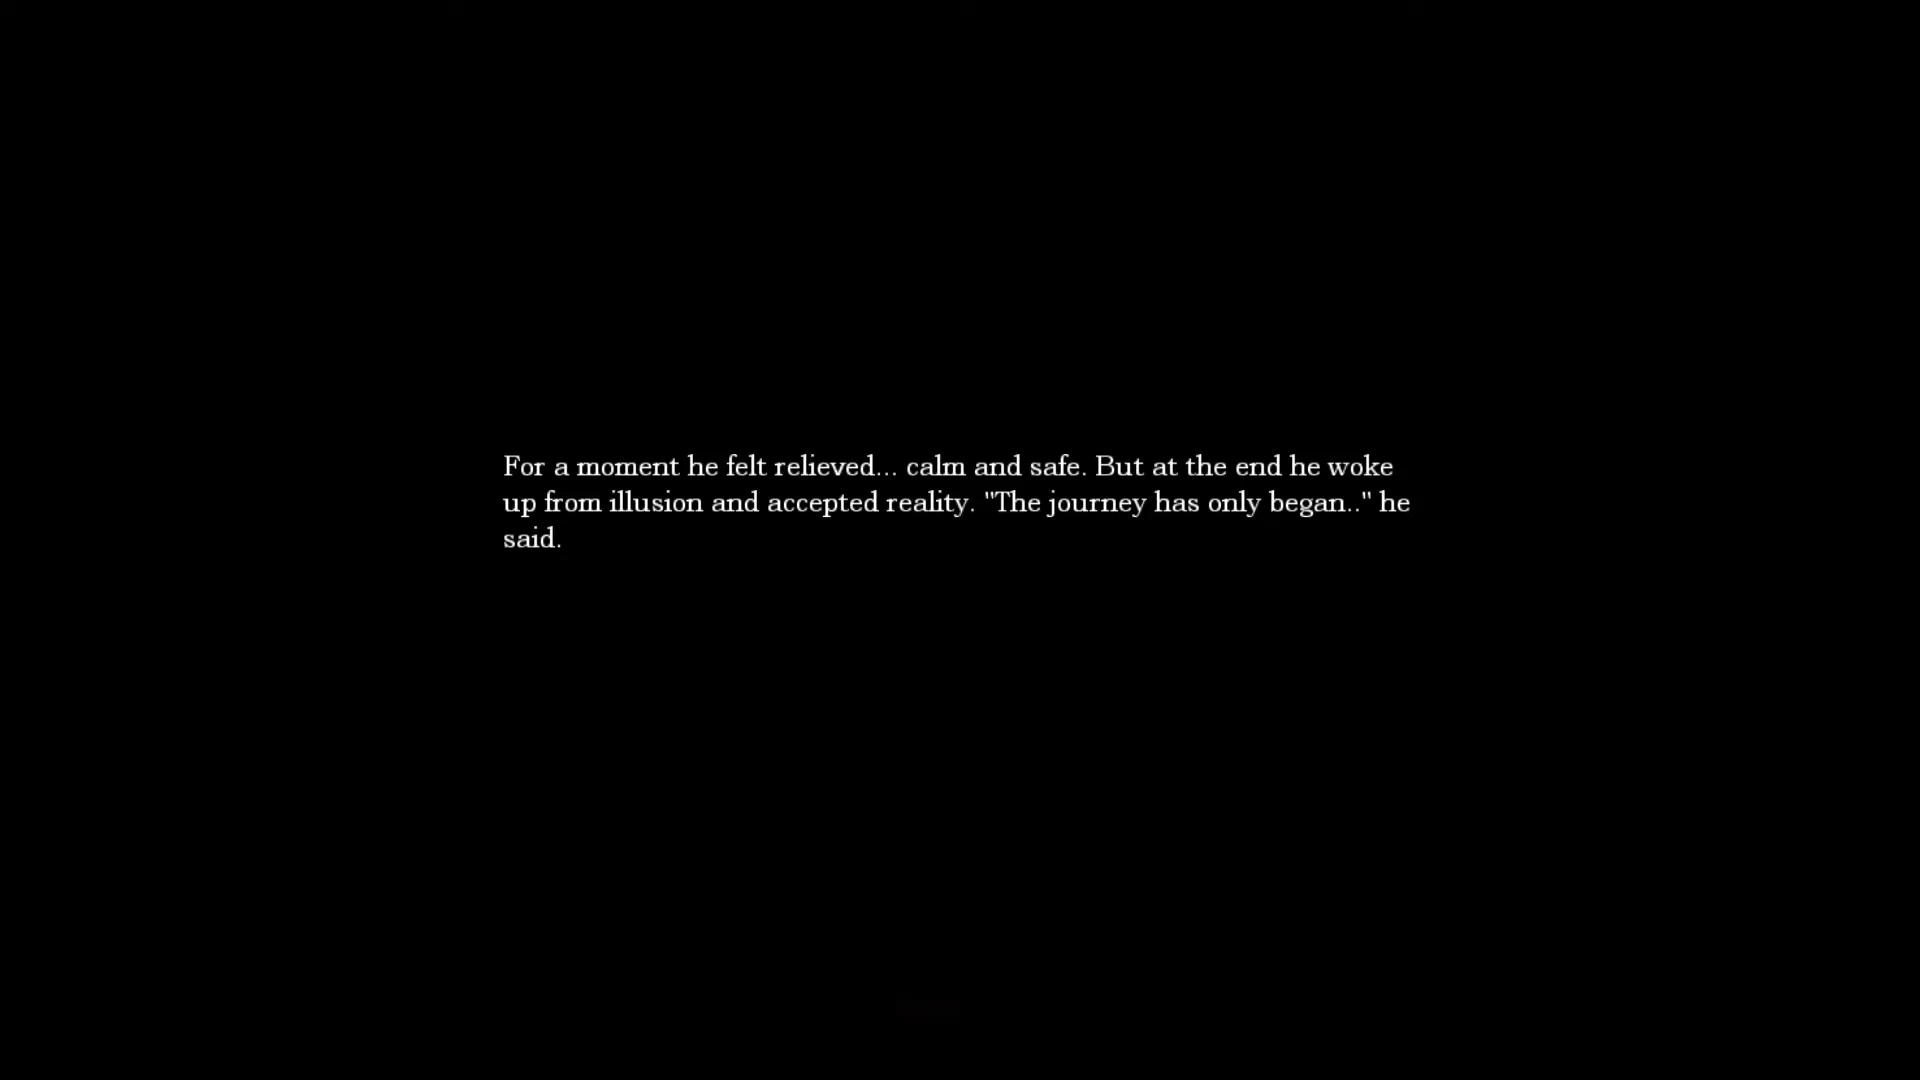 For a moment he felt relieved... calm and safe. But at the end he woke
up from illusion and accepted reality. "The journey has only began.." he
said.